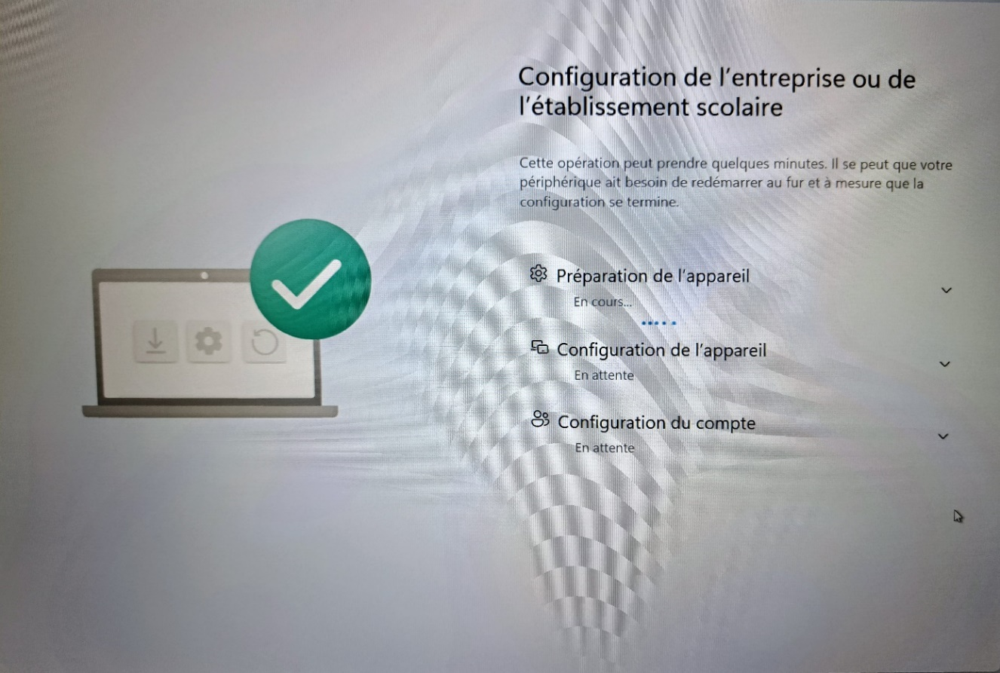 Configuration de l'entreprise ou de
l'établissement scolaire
Cette opération peut prendre quelques minutes. Il se peut que votre
périphérique ait besoin de redémarrer au fur et à mesure que la
configuration se termine.
Préparation de l'appareil
En cours...
Configuration de l'appareil
En attente
Configuration du compte
En attente